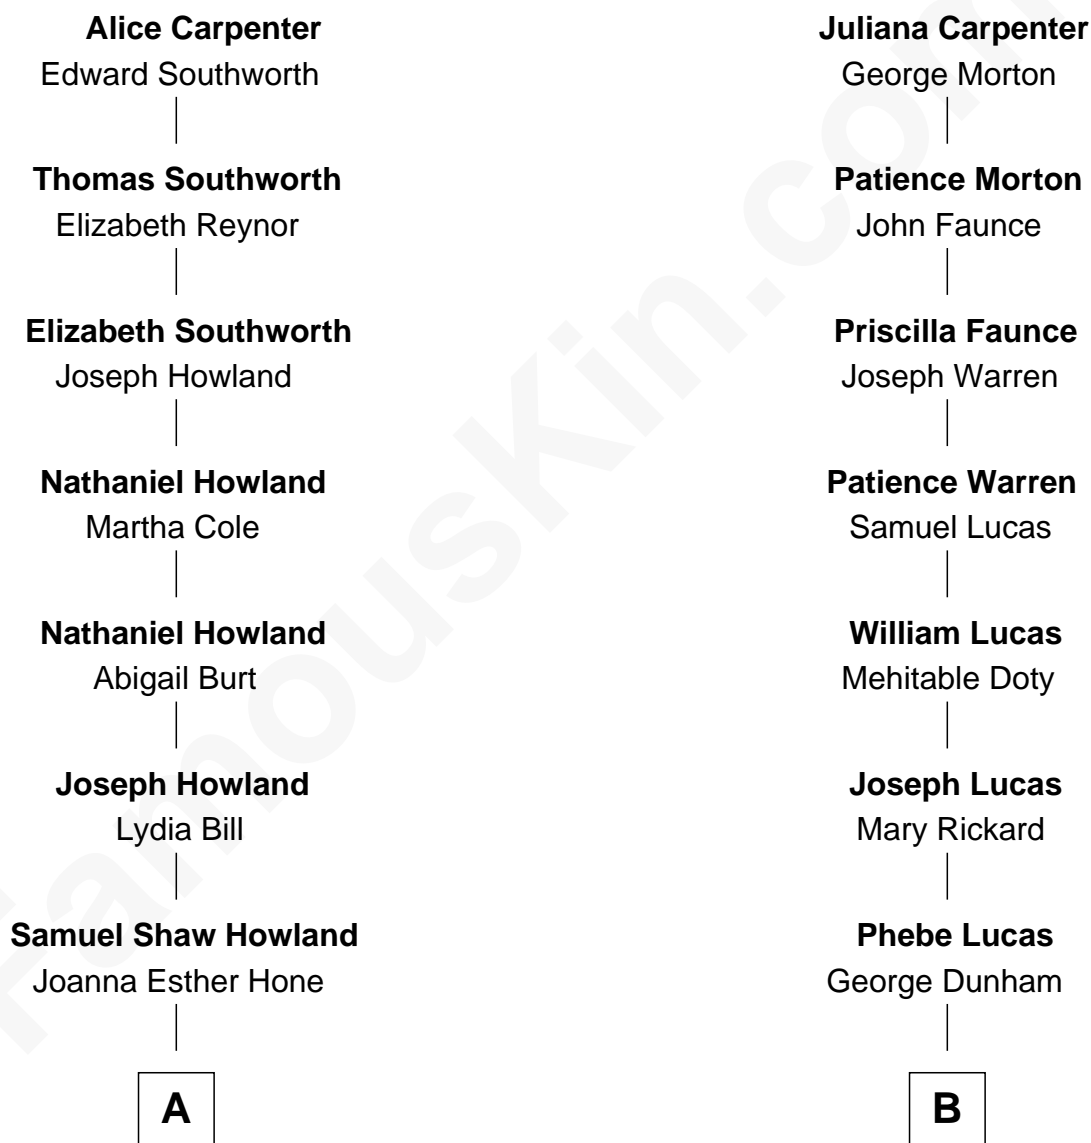 Alice Carpenter
Edward Southworth
Thomas Southworth
Elizabeth Reynor
Elizabeth Southworth
Joseph Howland
Nathaniel Howland
Martha Cole
Nathaniel Howland
Abigail Burt
Joseph Howland
Lydia Bill
Samuel Shaw Howland
Joanna Esther Hone
A
Juliana Carpenter
George Morton
Patience Morton
John Faunce
Priscilla Faunce
Joseph Warren
Patience Warren
Samuel Lucas
William Lucas
Mehitable Doty
Joseph Lucas
Mary Rickard
Phebe Lucas
George Dunham
B
FamousKin.com